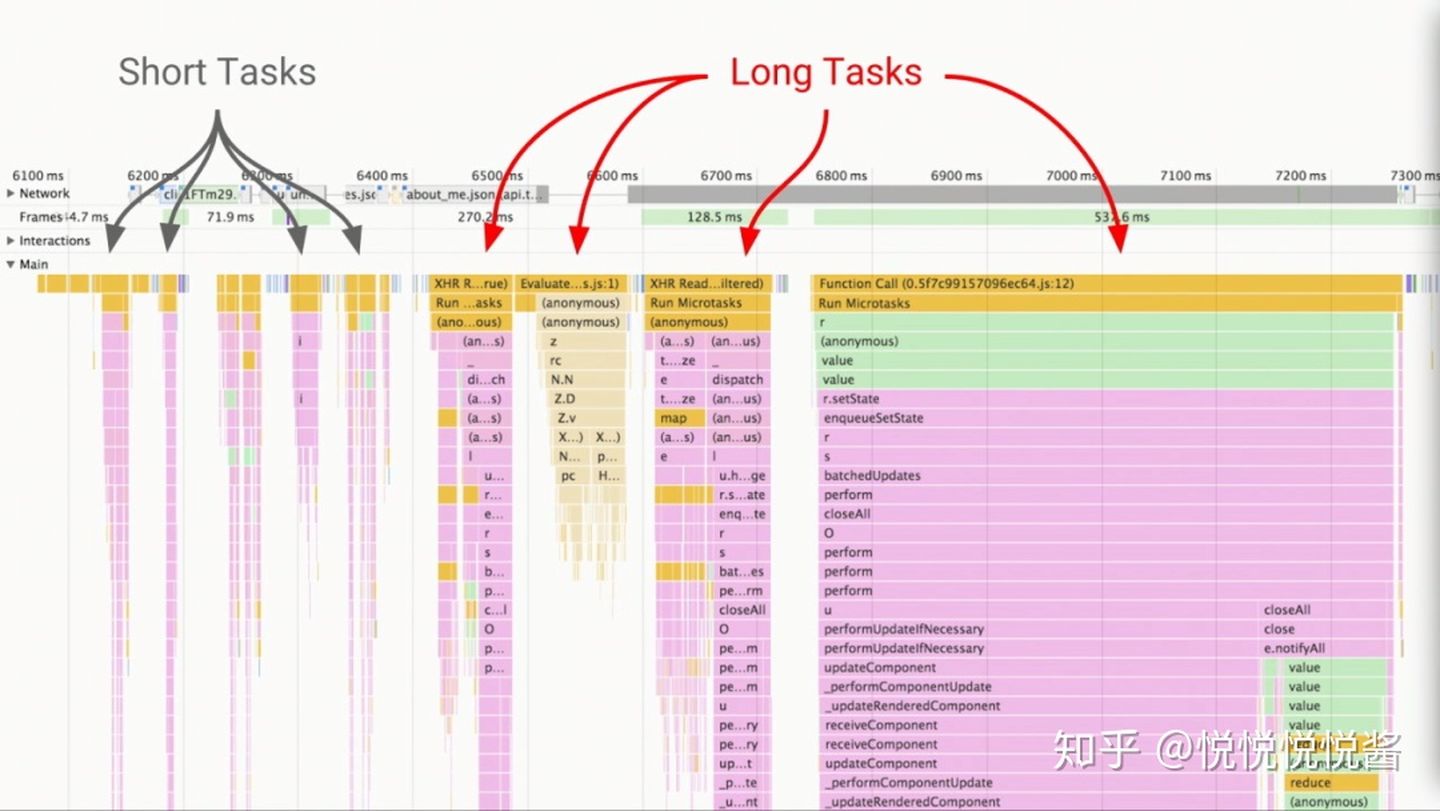 Short Tasks Long Tasks
6100 ms 6200 ms 6300 ms 6400 ms 6500 ms 6600 ms 6700 ms 6800 ms 6900 ms 7000 ms 7100 ms 7200 ms 7300 ms
Network cli 1FTm29. u un... es.jsc about_me.json (api.t...
Frames 4.7 ms 71.9 ms 270.2 ms 128.5 ms 537.6 ms
Interactions
Main
XHR R...rue) Evaluate...s.js:1) XHR Read...iltered) Function Call (0.5f7c99157096ec64.js:12)
Run ...asks (anonymous) Run Microtasks Run Microtasks
(ano...ous) (anonymous) (anonymous) r
i (an...s) z (a...s) (an...us) (anonymous)
_ rc t....ze _ value
di...ch N.N e dispatch value
i (a...s) Z.D t....ze (an...us) r.setState
(a...s) Z.v map (an...us) enqueueSetState
(a...s) X...) X...) (a...s) (an...us) r
l N... p... e l s
u... pc H... u.h...ge batchedUpdates
r... r.s...ate perform
e... enq...te closeAll
r r O
s s perform
b... bat...es perform
p... pe...rm perform
c...l closeAll u closeAll
O O performUpdateIfNecessary close
p... pe...m performUpdateIfNecessary e.notifyAll
p... pe...m updateComponent value
pe...m _performComponentUpdate value
u _updateRenderedComponent value
pe...ry receiveComponent value
pe...ry receiveComponent
up...t updateComponent
_p...te _performComponentUpdate reduce
_u...nt _updateRenderedComponent (anonymous)
知乎 @悦悦悦悦酱